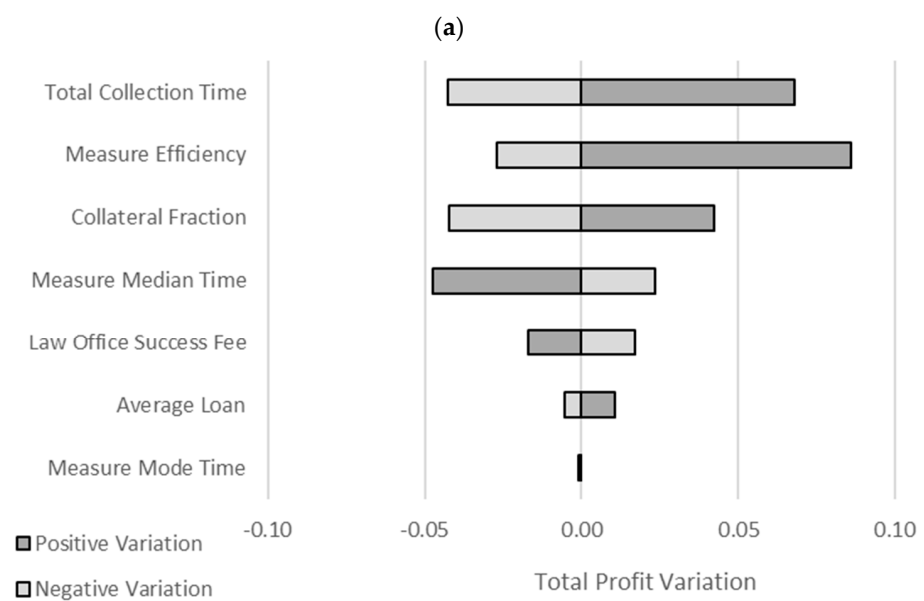 (a)
Total Collection Time
Measure Efficiency
Collateral Fraction
Measure Median Time
Law Office Success Fee
Average Loan
Measure Mode Time
-0.10 -0.05 0.00 0.05 0.10
Positive Variation
Negative Variation
Total Profit Variation